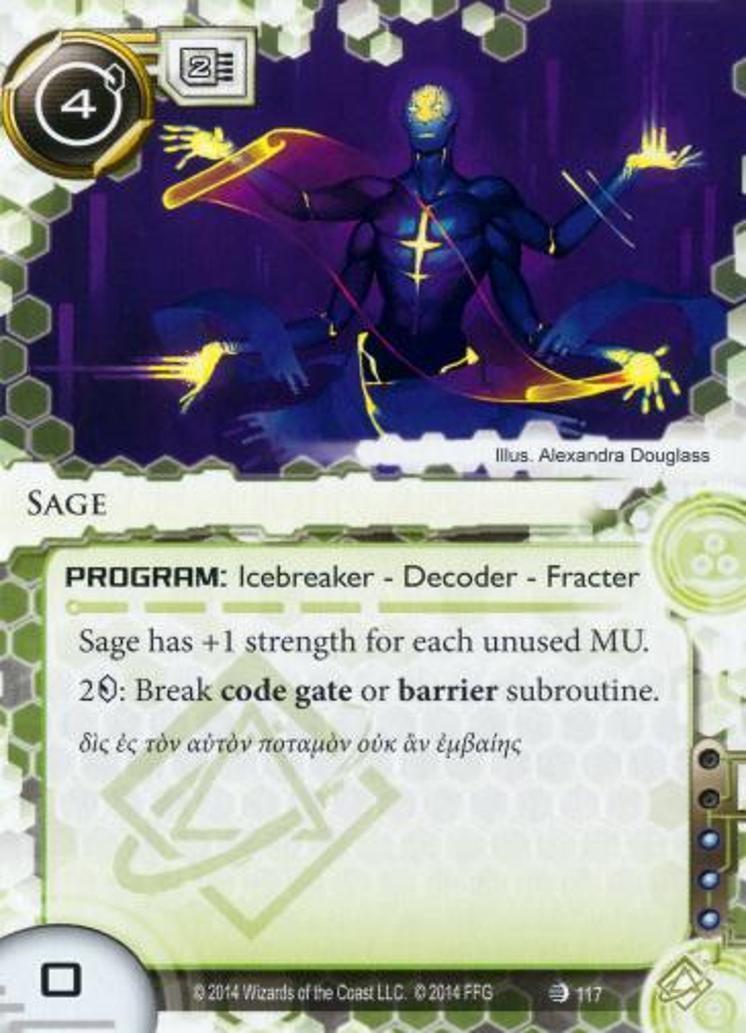 4
2
Illus. Alexandra Douglass
SAGE
PROGRAM: Icebreaker - Decoder - Fracter
Sage has +1 strength for each unused MU.
2: Break code gate or barrier subroutine.
δὶς ἐς τὸν αὐτὸν ποταμὸν οὐκ ἂν ἐμβαίης
0
© 2014 Wizards of the Coast LLC. © 2014 FFG 117